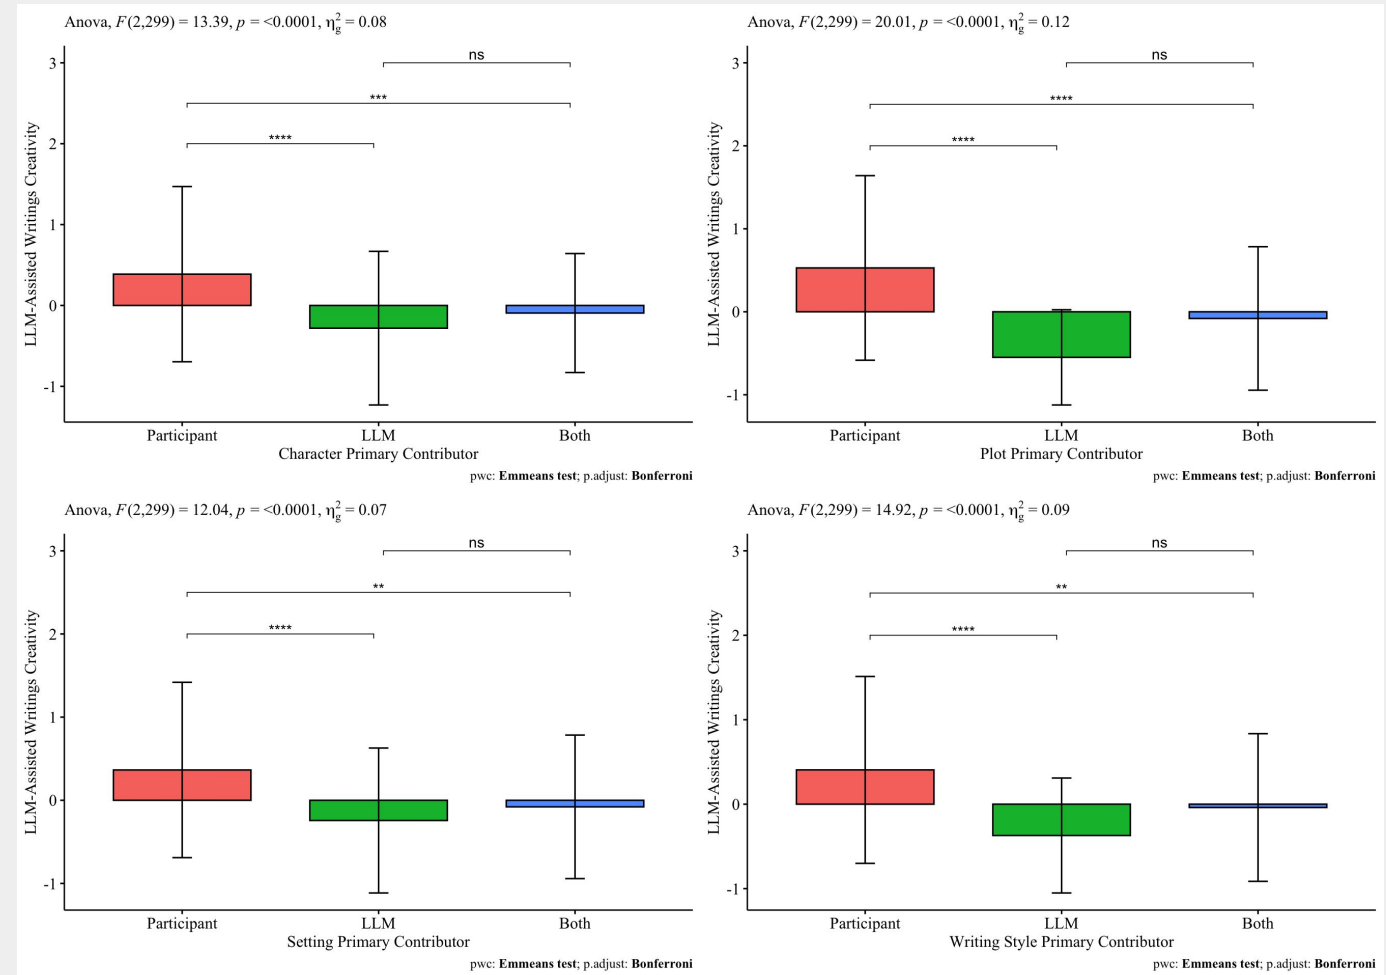 Anova, F(2,299) = 13.39, p = <0.0001, η²g = 0.08
LLM-Assisted Writings Creativity
3
2
1
0
-1
ns
***
****
Participant
LLM
Both
Character Primary Contributor
pwc: Emmeans test; p.adjust: Bonferroni
Anova, F(2,299) = 20.01, p = <0.0001, η²g = 0.12
LLM-Assisted Writings Creativity
3
2
1
0
-1
ns
****
****
Participant
LLM
Both
Plot Primary Contributor
pwc: Emmeans test; p.adjust: Bonferroni
Anova, F(2,299) = 12.04, p = <0.0001, η²g = 0.07
LLM-Assisted Writings Creativity
3
2
1
0
-1
ns
**
****
Participant
LLM
Both
Setting Primary Contributor
pwc: Emmeans test; p.adjust: Bonferroni
Anova, F(2,299) = 14.92, p = <0.0001, η²g = 0.09
LLM-Assisted Writings Creativity
3
2
1
0
-1
ns
**
****
Participant
LLM
Both
Writing Style Primary Contributor
pwc: Emmeans test; p.adjust: Bonferroni